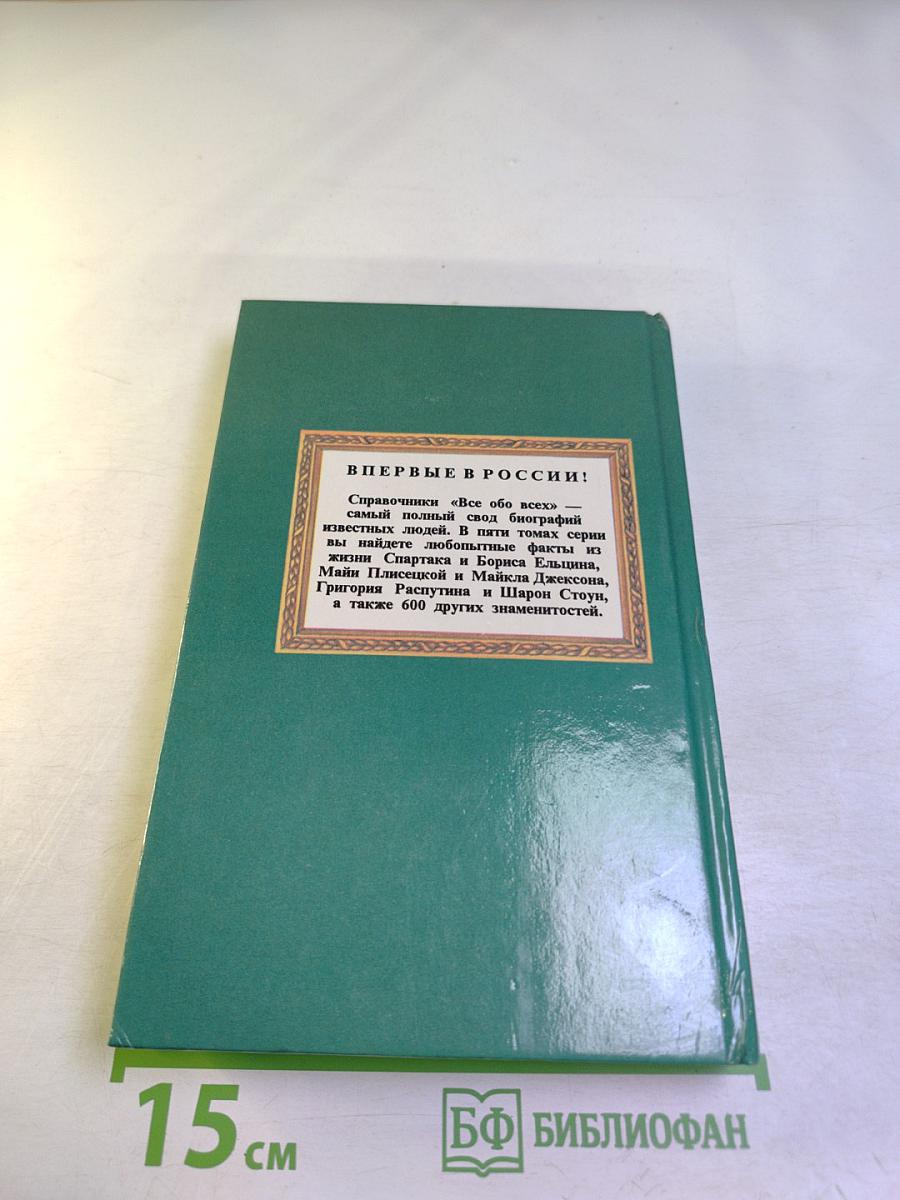 ВПЕРВЫЕ В РОССИИ!
Справочники «Все обо всех» —
самый полный свод биографий
известных людей. В пяти томах серии
вы найдете любопытные факты из
жизни Спартака и Бориса Ельцина,
Майи Плисецкой и Майкла Джексона,
Григория Распутина и Шарон Стоун,
а также 600 других знаменитостей.
15 см
БФ БИБЛИОФАН